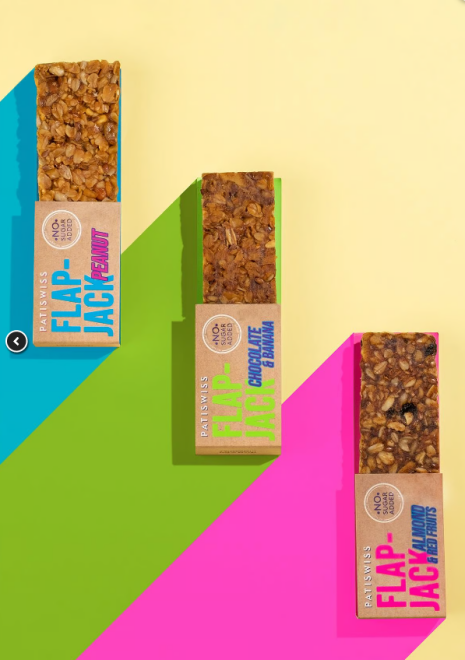 PATISWISS
FLAP-
JACK
PEANUT
•NO•
SUGAR
ADDED
PATISWISS
FLAP-
JACK
CHOCOLATE
& BANANA
•NO•
SUGAR
ADDED
PATISWISS
FLAP-
JACK
ALMOND
& RED FRUITS
•NO•
SUGAR
ADDED